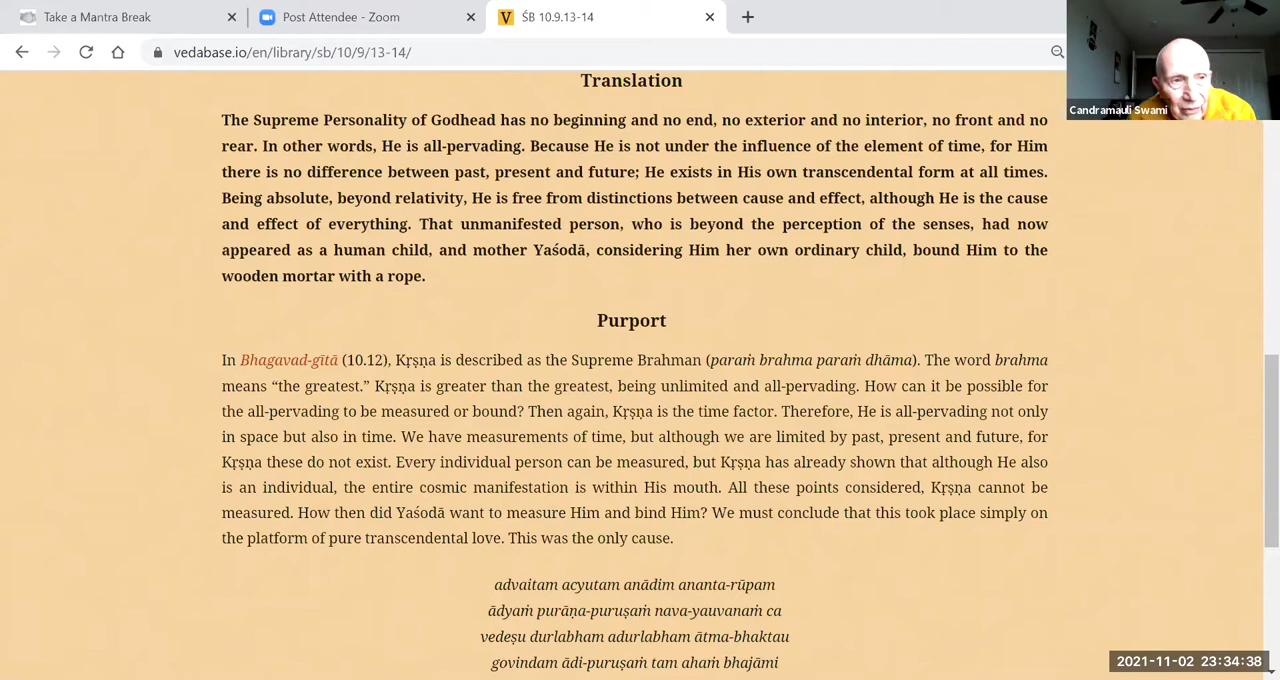 Take a Mantra Break
Post Attendee - Zoom
V ŚB 10.9.13-14
vedabase.io/en/library/sb/10/9/13-14/
Candramauli Swami
Translation
The Supreme Personality of Godhead has no beginning and no end, no exterior and no interior, no front and no
rear. In other words, He is all-pervading. Because He is not under the influence of the element of time, for Him
there is no difference between past, present and future; He exists in His own transcendental form at all times.
Being absolute, beyond relativity, He is free from distinctions between cause and effect, although He is the cause
and effect of everything. That unmanifested person, who is beyond the perception of the senses, had now
appeared as a human child, and mother Yaśodā, considering Him her own ordinary child, bound Him to the
wooden mortar with a rope.
Purport
In Bhagavad-gītā (10.12), Kṛṣṇa is described as the Supreme Brahman (paraṁ brahma paraṁ dhāma). The word brahma
means “the greatest.” Kṛṣṇa is greater than the greatest, being unlimited and all-pervading. How can it be possible for
the all-pervading to be measured or bound? Then again, Kṛṣṇa is the time factor. Therefore, He is all-pervading not only
in space but also in time. We have measurements of time, but although we are limited by past, present and future, for
Kṛṣṇa these do not exist. Every individual person can be measured, but Kṛṣṇa has already shown that although He also
is an individual, the entire cosmic manifestation is within His mouth. All these points considered, Kṛṣṇa cannot be
measured. How then did Yaśodā want to measure Him and bind Him? We must conclude that this took place simply on
the platform of pure transcendental love. This was the only cause.
advaitam acyutam anādim ananta-rūpam
ādyaṁ purāṇa-puruṣaṁ nava-yauvanaṁ ca
vedeṣu durlabham adurlabham ātma-bhaktau
govindam ādi-puruṣaṁ tam ahaṁ bhajāmi
2021-11-02 23:34:38